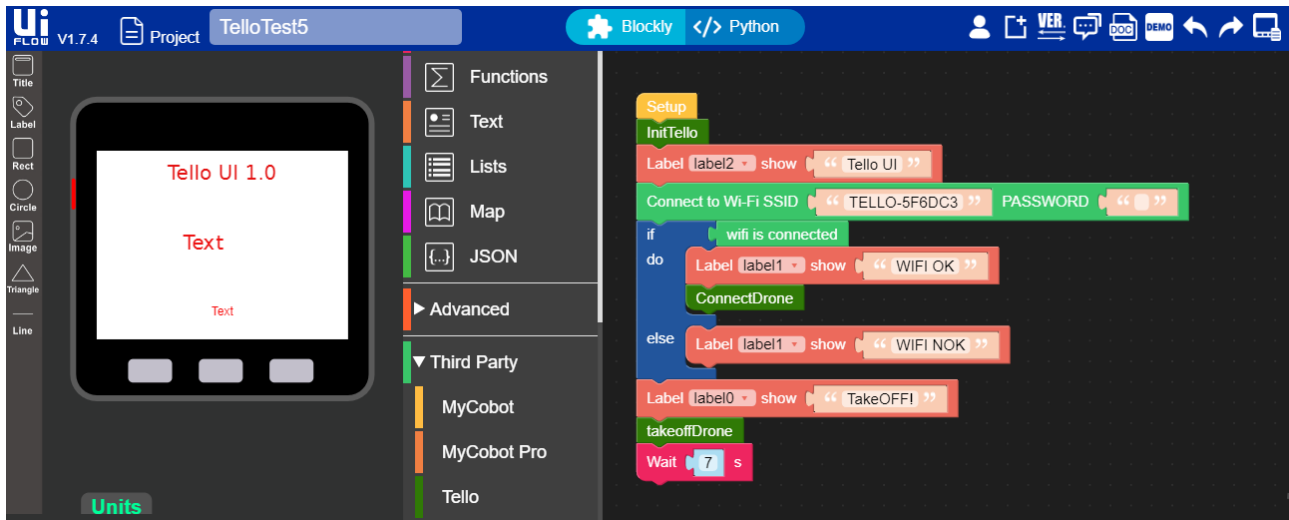 Ui
FLOW V1.7.4 Project TelloTest5 Blockly </> Python VER. DOC DEMO
Title
Label
Rect
Circle
Image
Triangle
Line
Tello UI 1.0
Text
Text
Units
Functions
Text
Lists
Map
{...} JSON
Advanced
Third Party
MyCobot
MyCobot Pro
Tello
Setup
InitTello
Label label2 show “ Tello UI ”
Connect to Wi-Fi SSID “ TELLO-5F6DC3 ” PASSWORD “ ”
if wifi is connected
do Label label1 show “ WIFI OK ”
ConnectDrone
else Label label1 show “ WIFI NOK ”
Label label0 show “ TakeOFF! ”
takeoffDrone
Wait 7 s